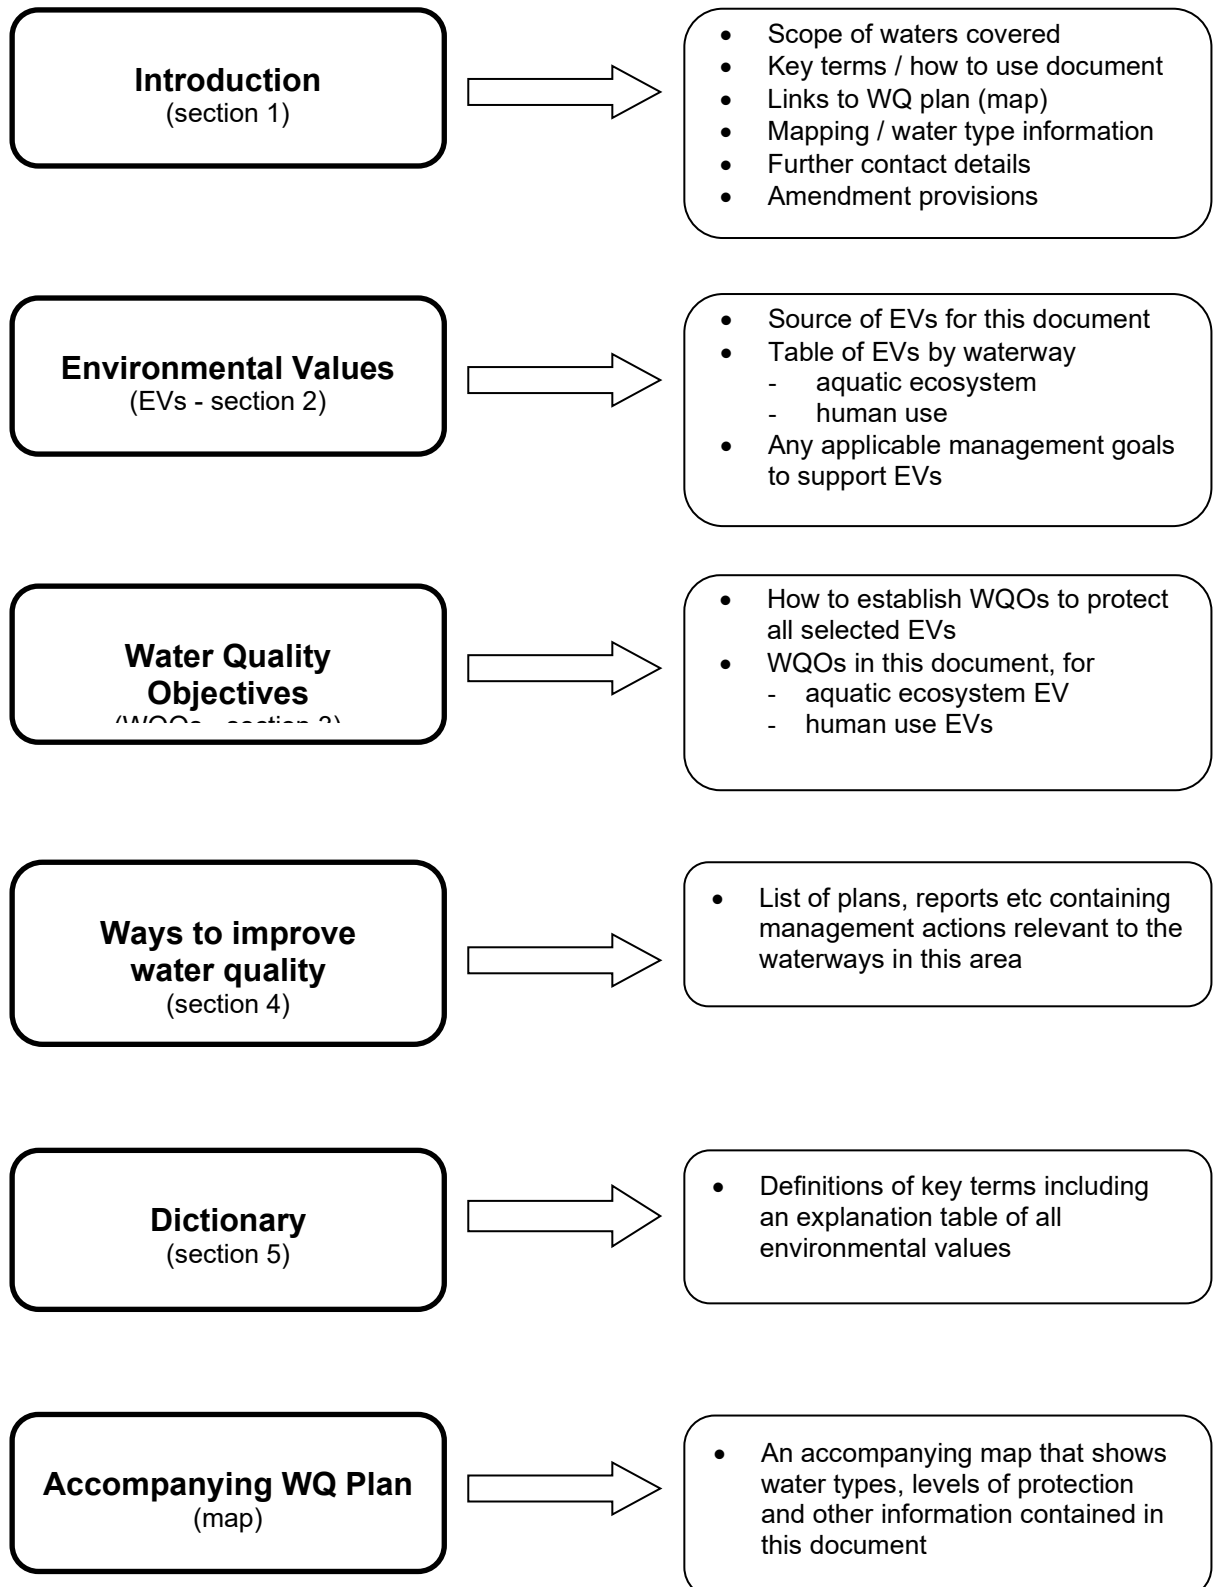 Introduction
(section 1)
• Scope of waters covered
• Key terms / how to use document
• Links to WQ plan (map)
• Mapping / water type information
• Further contact details
• Amendment provisions
Environmental Values
(EVs - section 2)
• Source of EVs for this document
• Table of EVs by waterway
- aquatic ecosystem
- human use
• Any applicable management goals
to support EVs
Water Quality
Objectives
(WQOs - section 3)
• How to establish WQOs to protect
all selected EVs
• WQOs in this document, for
- aquatic ecosystem EV
- human use EVs
Ways to improve
water quality
(section 4)
• List of plans, reports etc containing
management actions relevant to the
waterways in this area
Dictionary
(section 5)
• Definitions of key terms including
an explanation table of all
environmental values
Accompanying WQ Plan
(map)
• An accompanying map that shows
water types, levels of protection
and other information contained in
this document